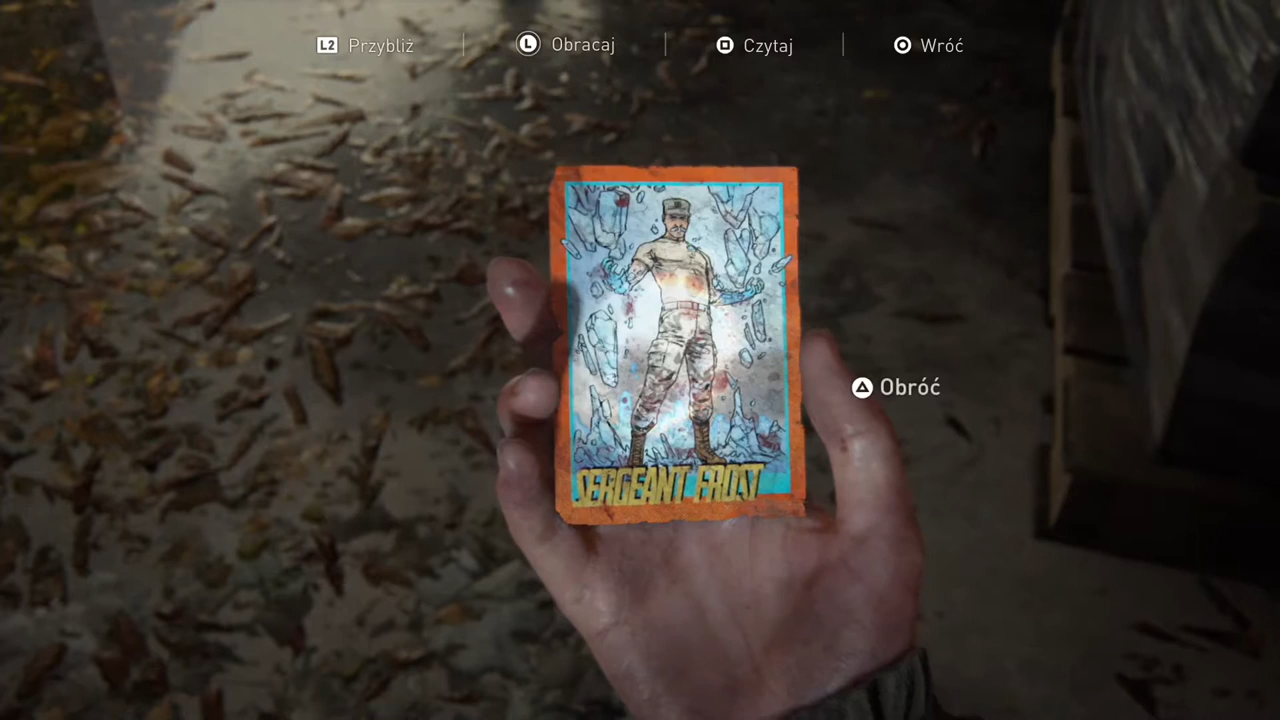 L2 Przybliż
L Obracaj
Czytaj
Wróć
Obróć
SERGEANT FROST